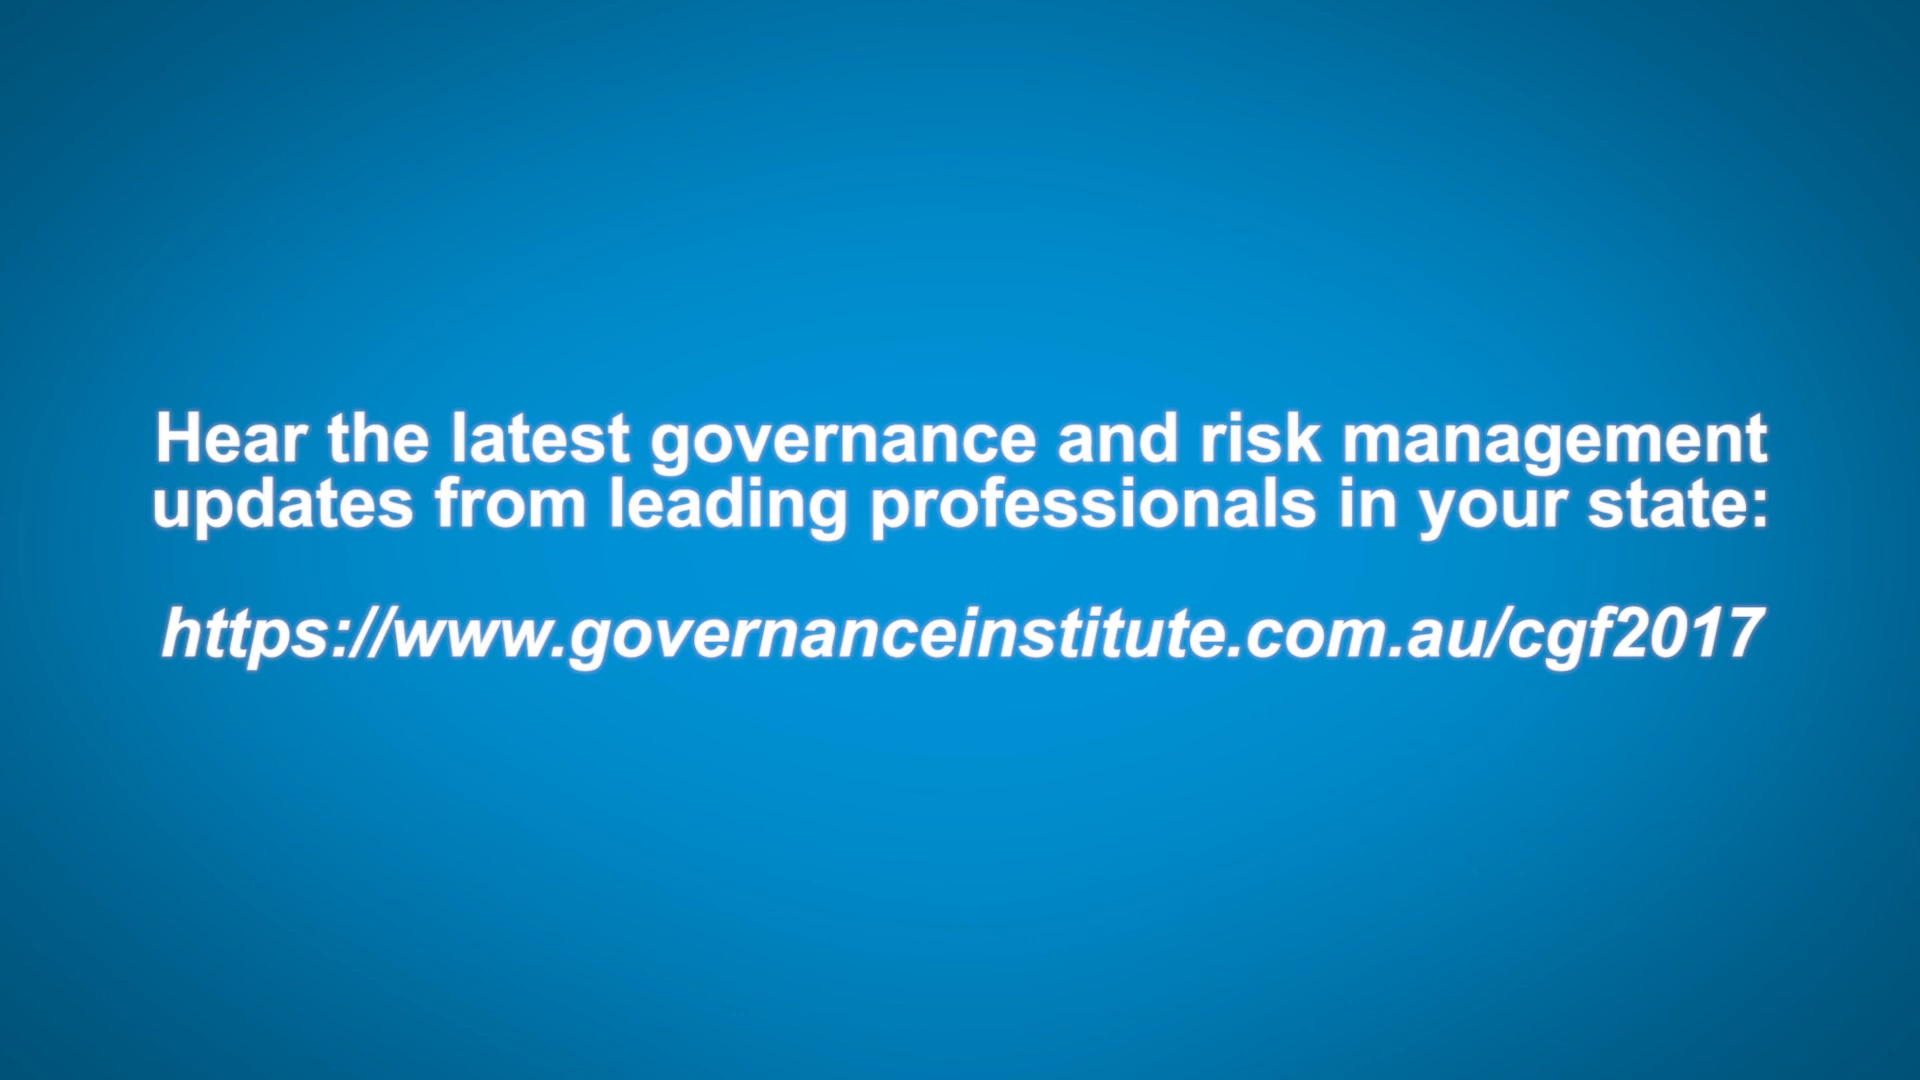 Hear the latest governance and risk management
updates from leading professionals in your state:
https://www.governanceinstitute.com.au/cgf2017